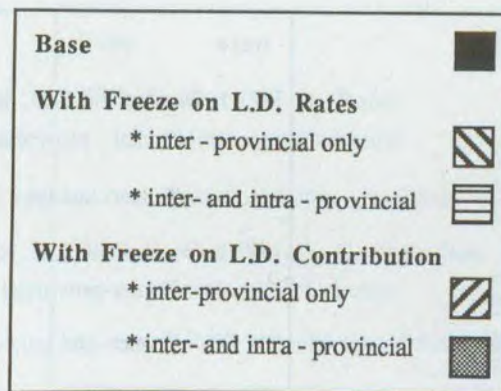 Base
With Freeze on L.D. Rates
* inter - provincial only
* inter- and intra - provincial
With Freeze on L.D. Contribution
* inter-provincial only
* inter- and intra - provincial